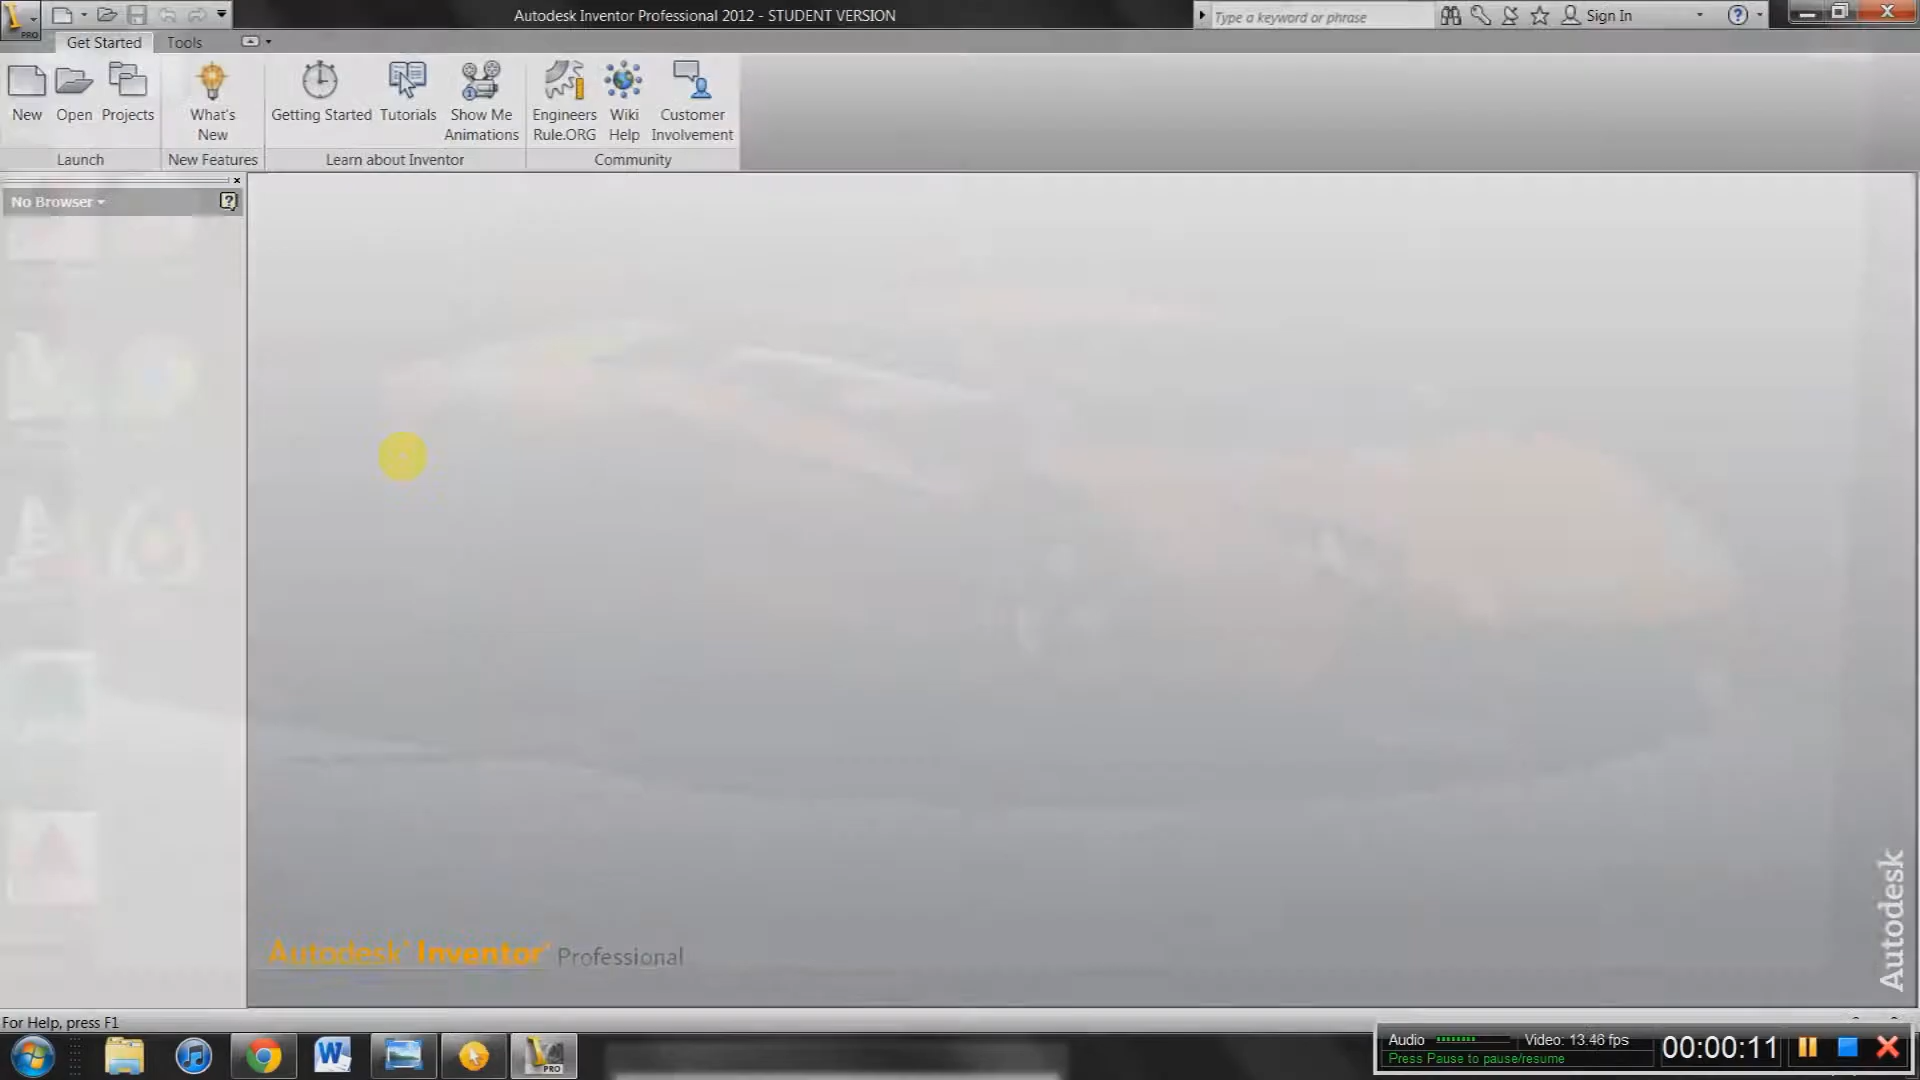 PRO
Autodesk Inventor Professional 2012 - STUDENT VERSION
Type a keyword or phrase
Sign In
Get Started
Tools
New
Open
Projects
What's
New
Getting Started
Tutorials
Show Me
Animations
Engineers
Rule.ORG
Wiki
Help
Customer
Involvement
Launch
New Features
Learn about Inventor
Community
No Browser
Autodesk® Inventor® Professional
Autodesk
For Help, press F1
PRO
Audio
Video: 13.46 fps
Press Pause to pause/resume
00:00:11